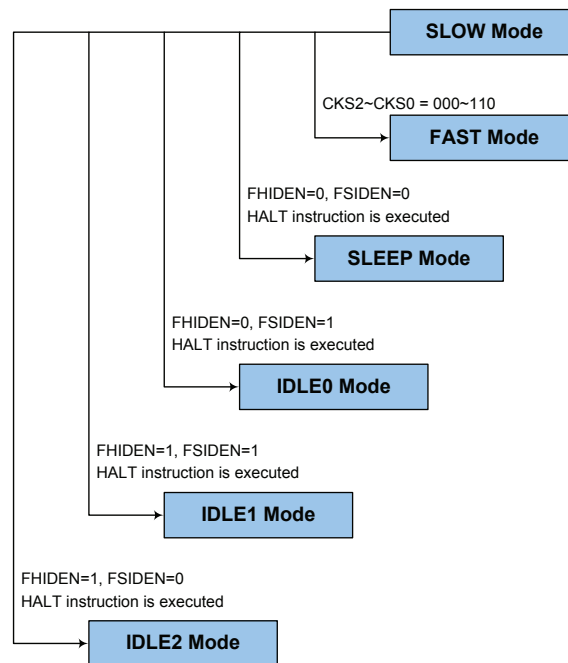 SLOW Mode
CKS2~CKS0 = 000~110
FAST Mode
FHIDEN=0, FSIDEN=0
HALT instruction is executed
SLEEP Mode
FHIDEN=0, FSIDEN=1
HALT instruction is executed
IDLE0 Mode
FHIDEN=1, FSIDEN=1
HALT instruction is executed
IDLE1 Mode
FHIDEN=1, FSIDEN=0
HALT instruction is executed
IDLE2 Mode